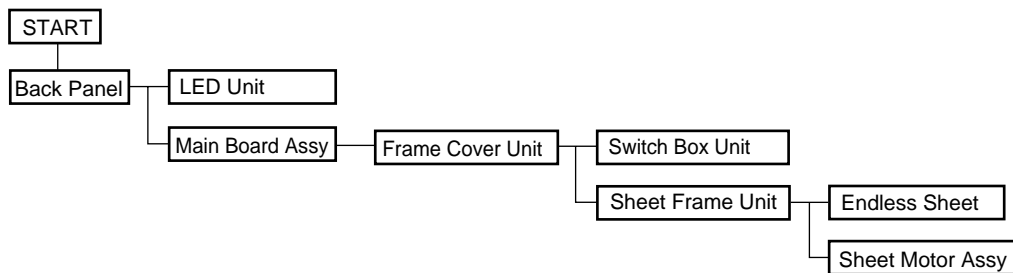 START
Back Panel
LED Unit
Main Board Assy
Frame Cover Unit
Switch Box Unit
Sheet Frame Unit
Endless Sheet
Sheet Motor Assy